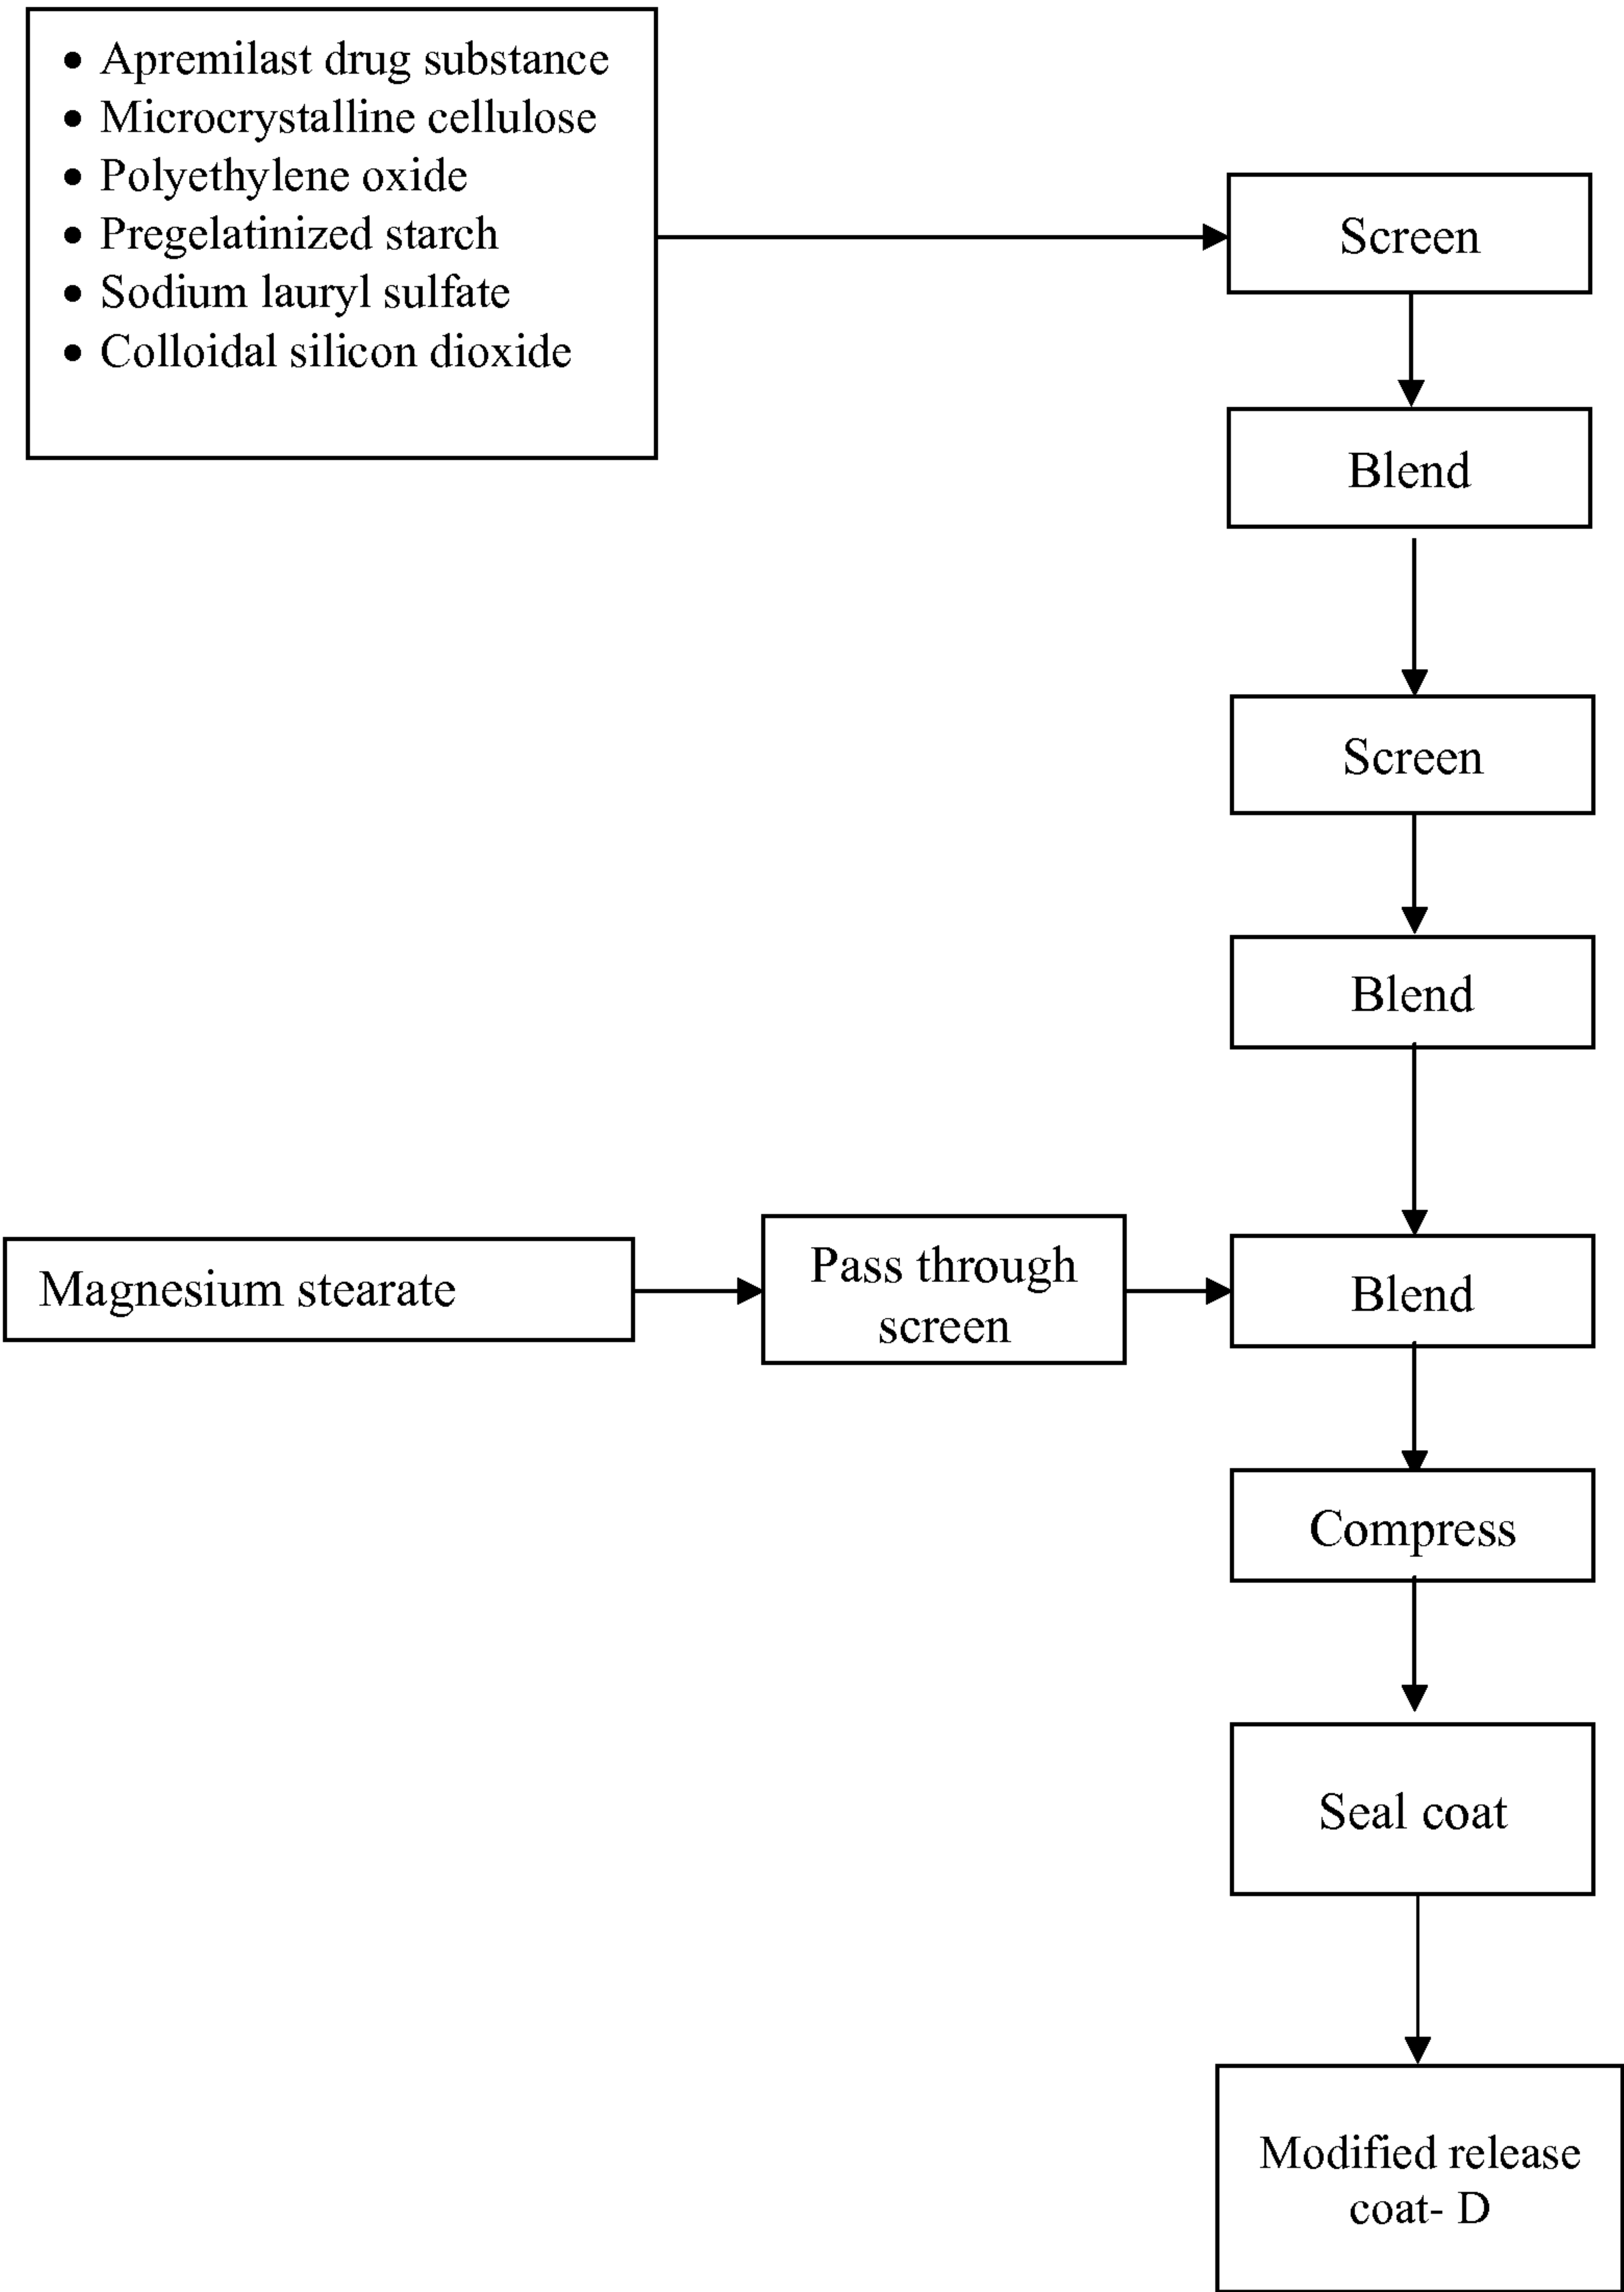 • Apremilast drug substance
• Microcrystalline cellulose
• Polyethylene oxide
• Pregelatinized starch
• Sodium lauryl sulfate
• Colloidal silicon dioxide
Screen
Blend
Screen
Blend
Magnesium stearate
Pass through
screen
Blend
Compress
Seal coat
Modified release
coat- D